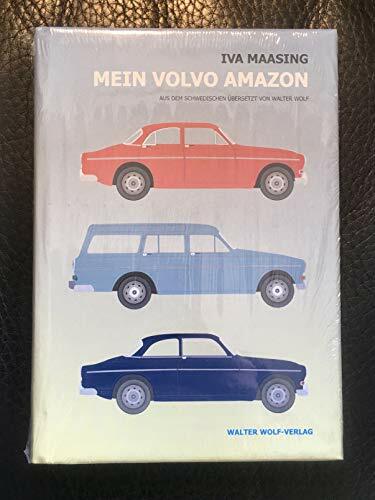 IVA MAASING
MEIN VOLVO AMAZON
AUS DEM SCHWEDISCHEN ÜBERSETZT VON WALTER WOLF
WALTER WOLF-VERLAG